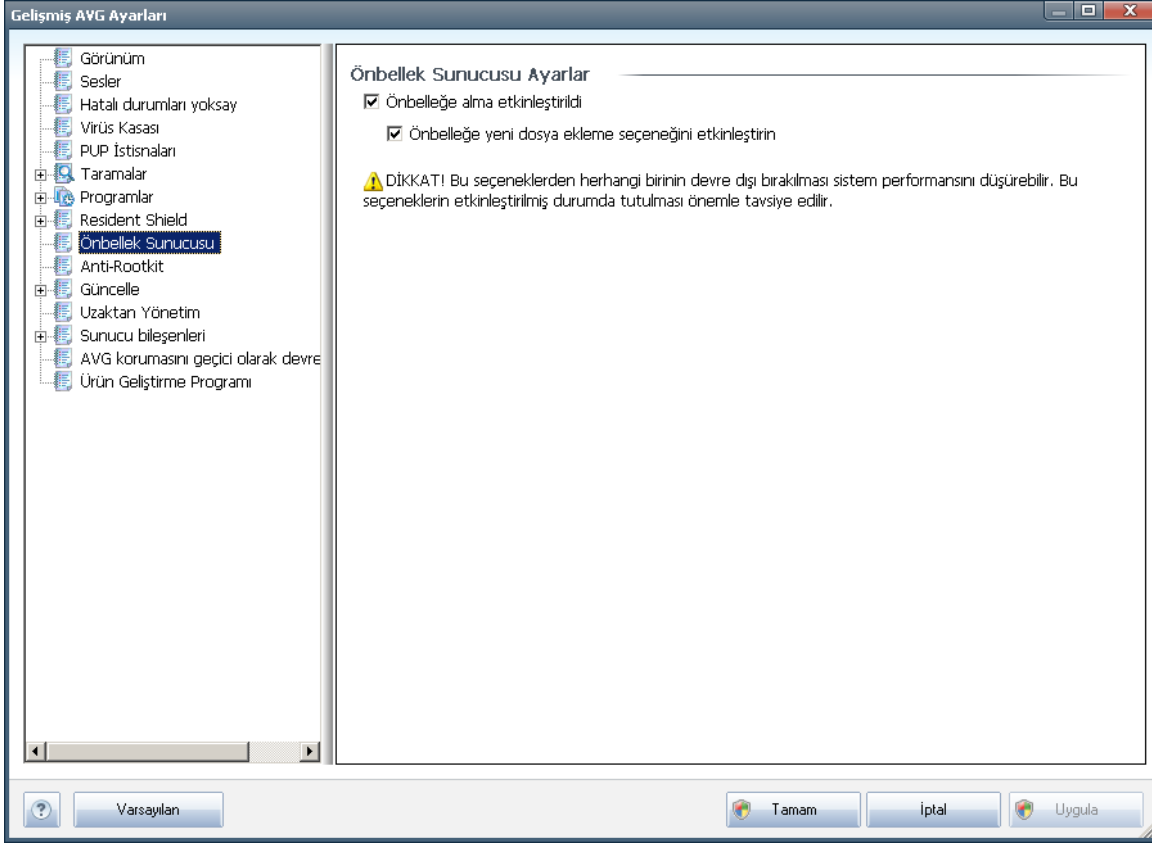 Gelişmiş AVG Ayarları
Görünüm
Sesler
Hatalı durumları yoksay
Virüs Kasası
PUP İstisnaları
Taramalar
Programlar
Resident Shield
Önbellek Sunucusu
Anti-Rootkit
Güncelle
Uzaktan Yönetim
Sunucu bileşenleri
AVG korumasını geçici olarak devre
Ürün Geliştirme Programı
Önbellek Sunucusu Ayarlar
Önbelleğe alma etkinleştirildi
Önbelleğe yeni dosya ekleme seçeneğini etkinleştirin
DİKKAT! Bu seçeneklerden herhangi birinin devre dışı bırakılması sistem performansını düşürebilir. Bu
seçeneklerin etkinleştirilmiş durumda tutulması önemle tavsiye edilir.
? Varsayılan Tamam İptal Uygula